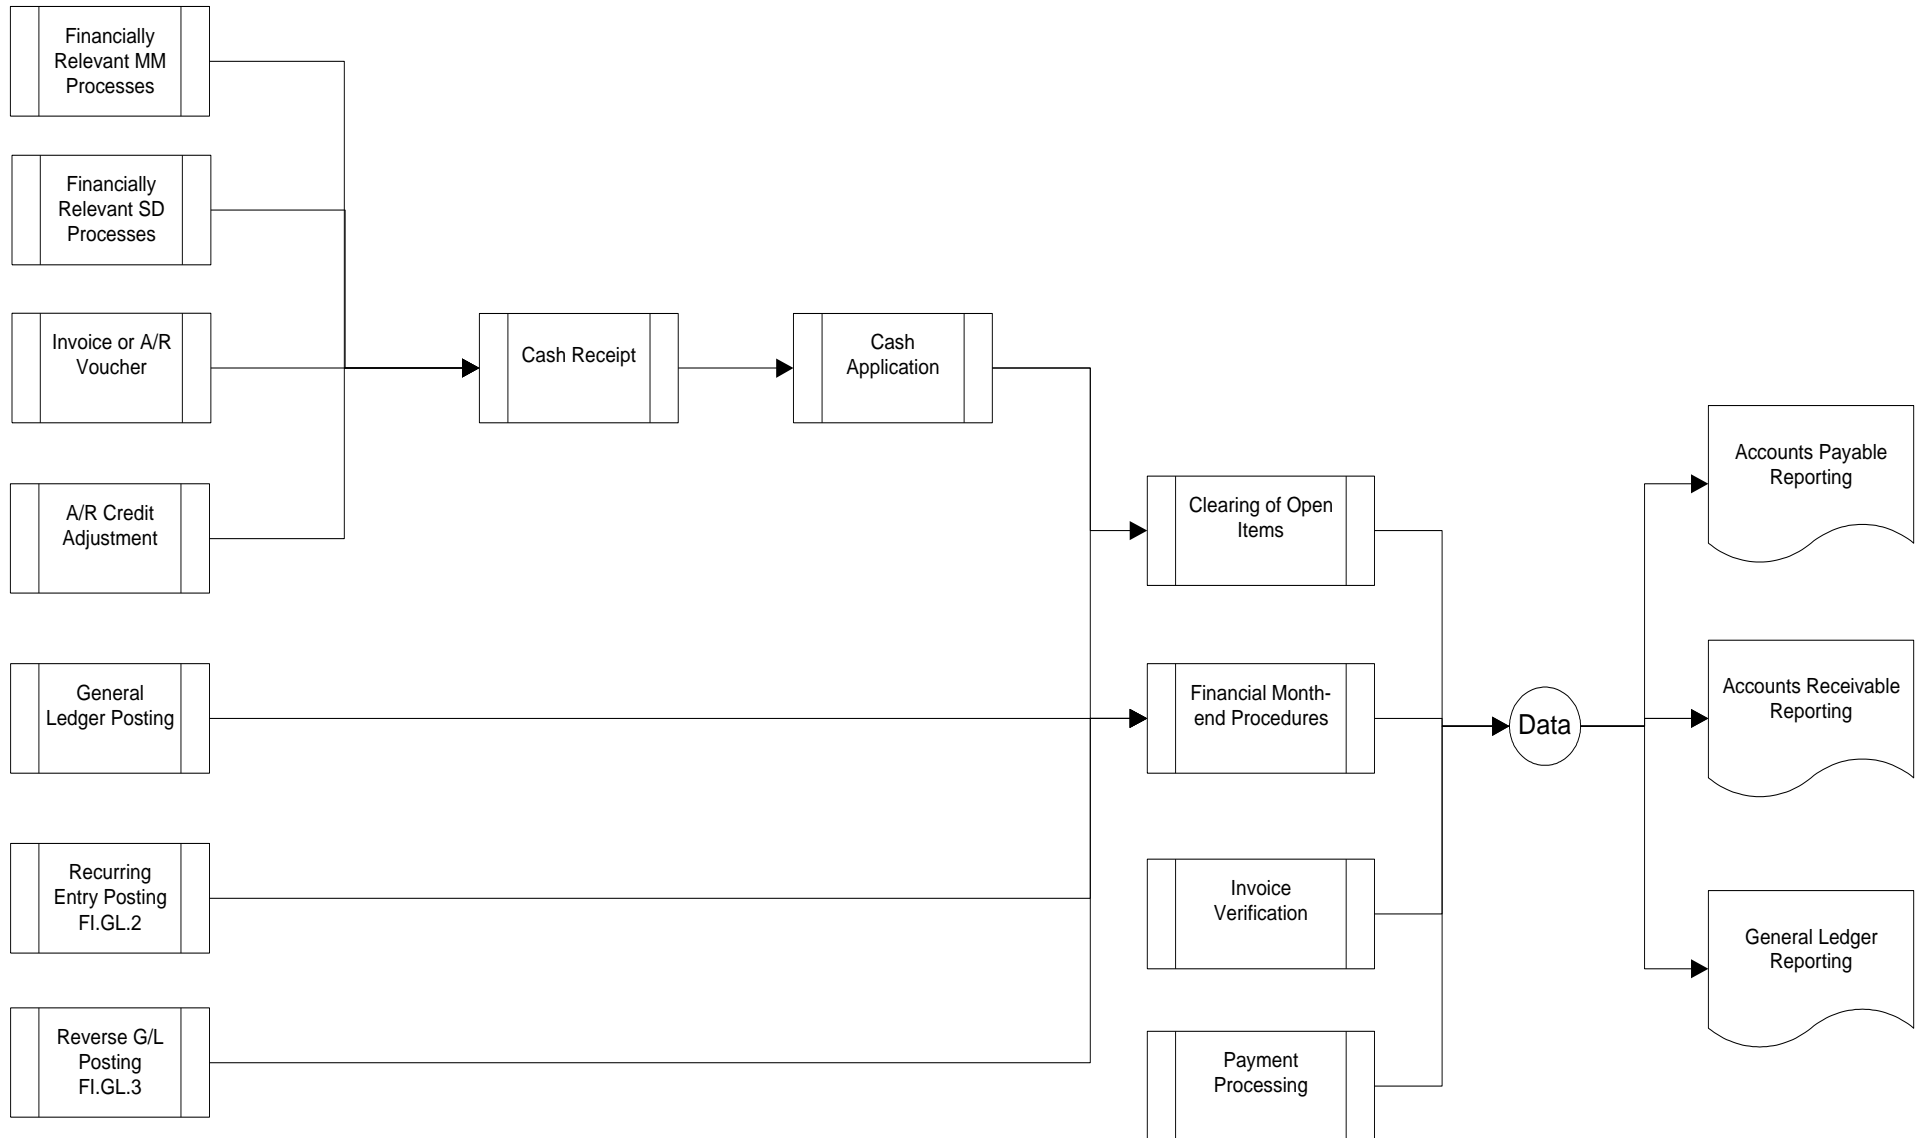 Financially
Relevant MM
Processes
Financially
Relevant SD
Processes
Invoice or A/R
Voucher
Cash Receipt
Cash
Application
A/R Credit
Adjustment
Clearing of Open
Items
Accounts Payable
Reporting
General
Ledger Posting
Financial Month-
end Procedures
Data
Accounts Receivable
Reporting
Recurring
Entry Posting
FI.GL.2
Invoice
Verification
General Ledger
Reporting
Reverse G/L
Posting
FI.GL.3
Payment
Processing